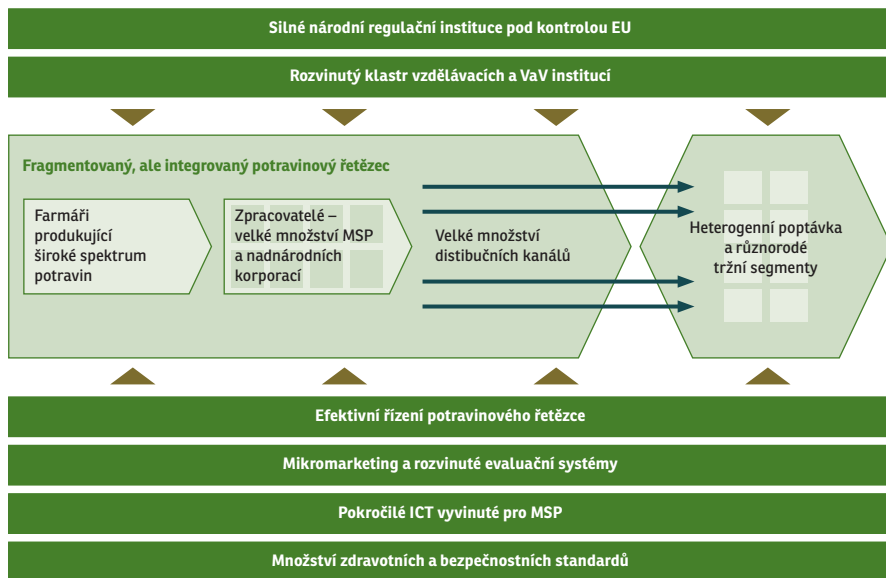 Silné národní regulační instituce pod kontrolou EU
Rozvinutý klastr vzdělávacích a VaV institucí
Fragmentovaný, ale integrovaný potravinový řetězec
Farmáři
produkující
široké spektrum
potravin
Zpracovatelé –
velké množství MSP
a nadnárodních
korporací
Velké množství
distibučních kanálů
Heterogenní poptávka
a různorodé
tržní segmenty
Efektivní řízení potravinového řetězce
Mikromarketing a rozvinuté evaluační systémy
Pokročilé ICT vyvinuté pro MSP
Množství zdravotních a bezpečnostních standardů